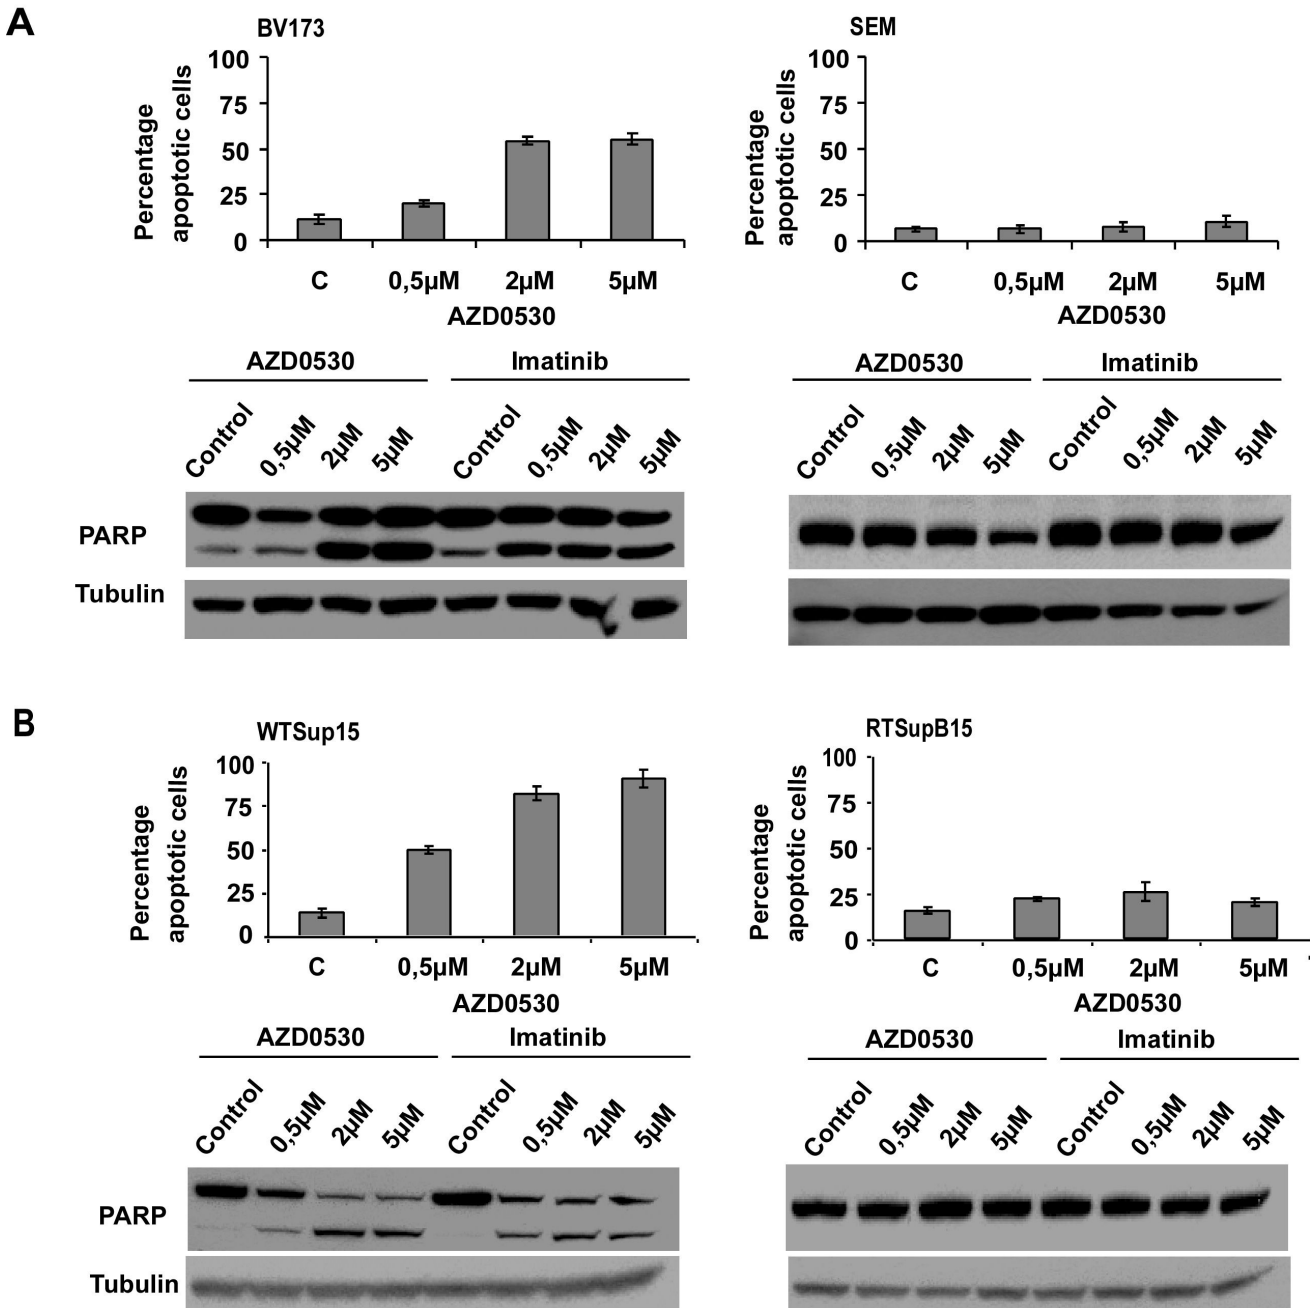 A
BV173
Percentage
apoptotic cells
100
75
50
25
0
C 0,5µM 2µM 5µM
AZD0530
AZD0530 Imatinib
Control 0,5µM 2µM 5µM Control 0,5µM 2µM 5µM
PARP
Tubulin
SEM
Percentage
apoptotic cells
100
75
50
25
0
C 0,5µM 2µM 5µM
AZD0530
AZD0530 Imatinib
Control 0,5µM 2µM 5µM Control 0,5µM 2µM 5µM
B
WTSup15
Percentage
apoptotic cells
100
75
50
25
0
C 0,5µM 2µM 5µM
AZD0530
AZD0530 Imatinib
Control 0,5µM 2µM 5µM Control 0,5µM 2µM 5µM
PARP
Tubulin
RTSupB15
Percentage
apoptotic cells
100
75
50
25
0
C 0,5µM 2µM 5µM
AZD0530
AZD0530 Imatinib
Control 0,5µM 2µM 5µM Control 0,5µM 2µM 5µM